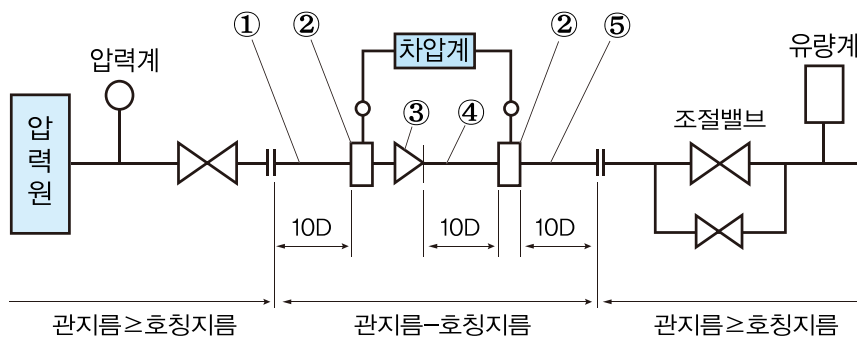 ① ② ② ⑤
차압계
유량계
압력계
③ ④
조절밸브
압
력
원
10D 10D 10D
관지름≥호칭지름 관지름−호칭지름 관지름≥호칭지름